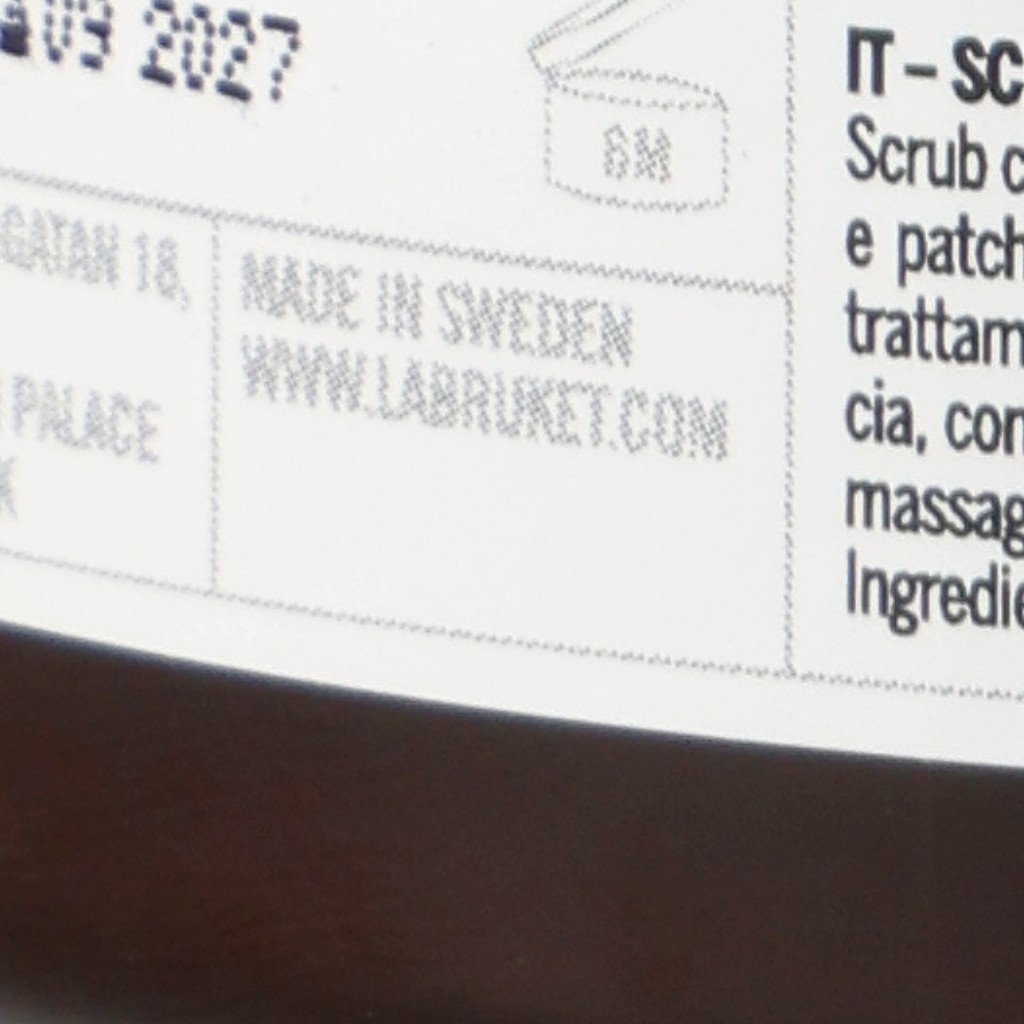 09 2027
6M
GATAN 18,
PALACE
K
MADE IN SWEDEN
WWW.LABRUKET.COM
IT – SC
Scrub c
e patch
trattam
cia, con
massag
Ingredie